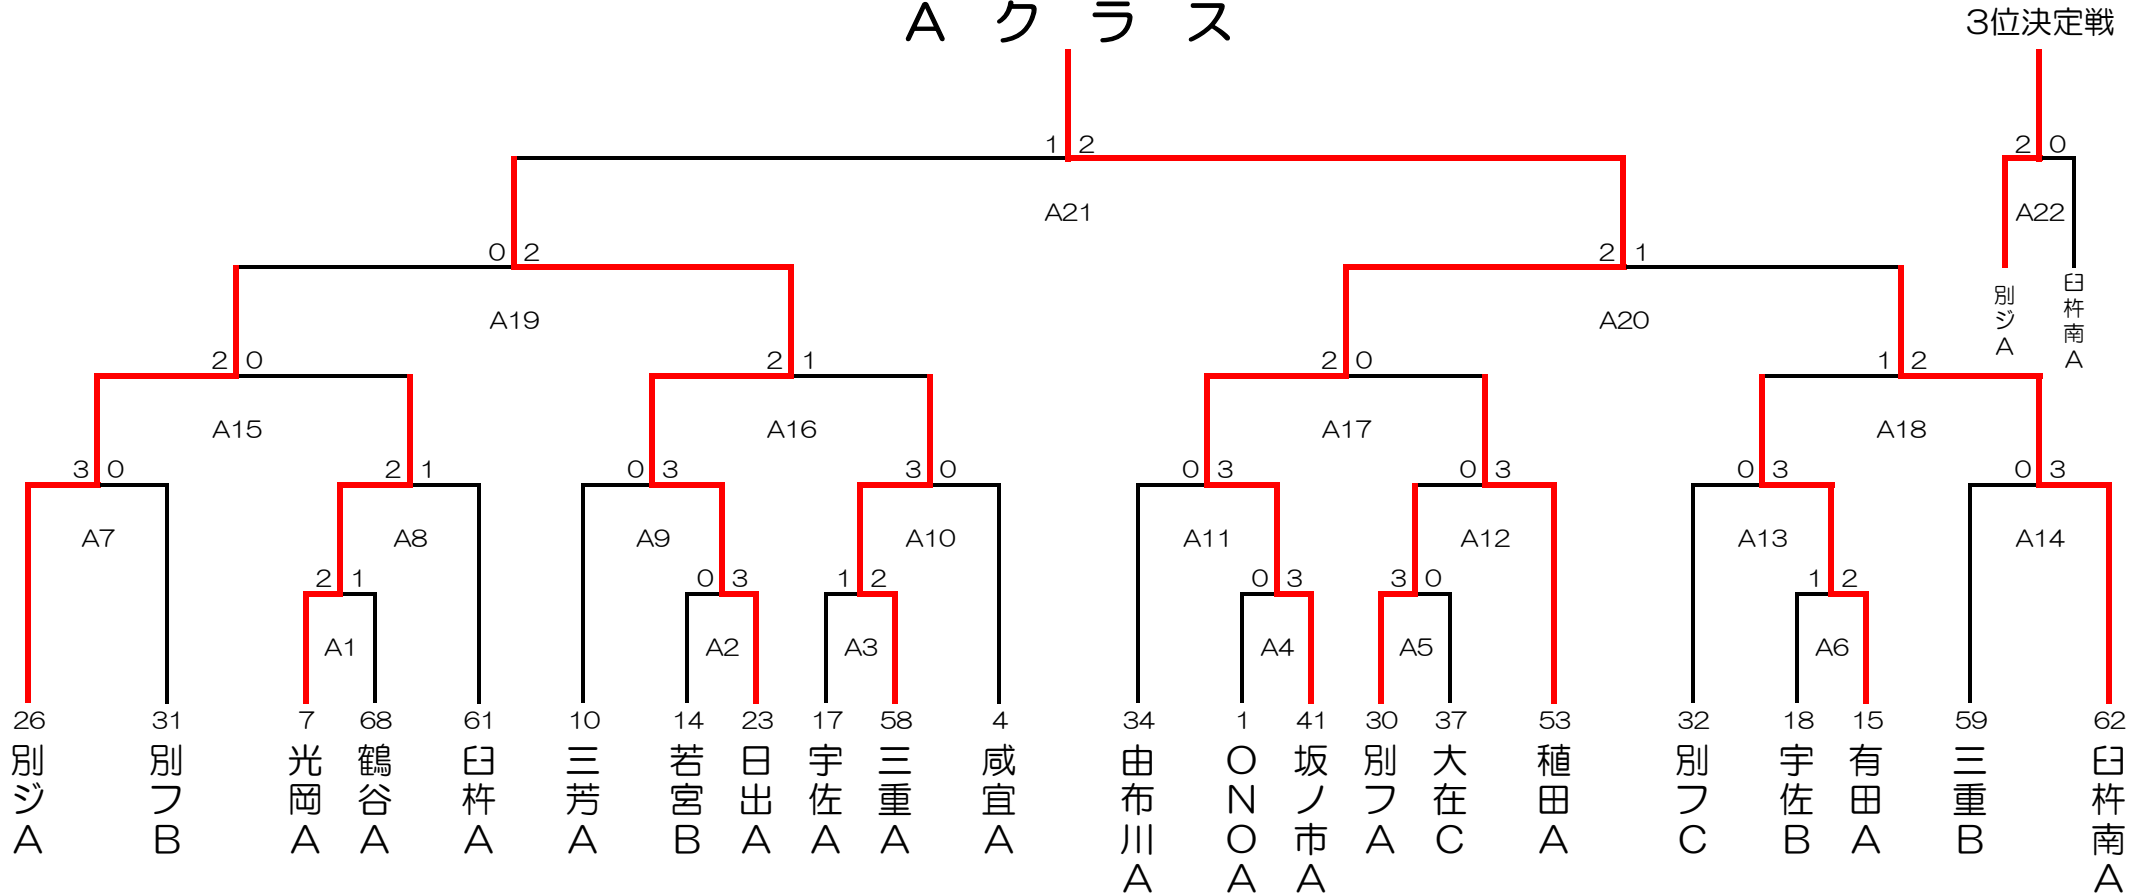 Aクラス
3位決定戦
1 2
2 0
A21
A22
0 2
2 1
別ジA
臼杵南A
A19
A20
2 0
2 1
2 0
1 2
A15
A16
A17
A18
3 0
2 1
0 3
3 0
0 3
0 3
0 3
0 3
A7
A8
A9
A10
A11
A12
A13
A14
2 1
0 3
1 2
0 3
3 0
1 2
A1
A2
A3
A4
A5
A6
26 別ジA
31 別フB
7 光岡A
68 鶴谷A
61 臼杵A
10 三芳A
14 若宮B
23 日出A
17 宇佐A
58 三重A
4 咸宜A
34 由布川A
1 ONOA
41 坂ノ市A
30 別フA
37 大在C
53 稙田A
32 別フC
18 宇佐B
15 有田A
59 三重B
62 臼杵南A